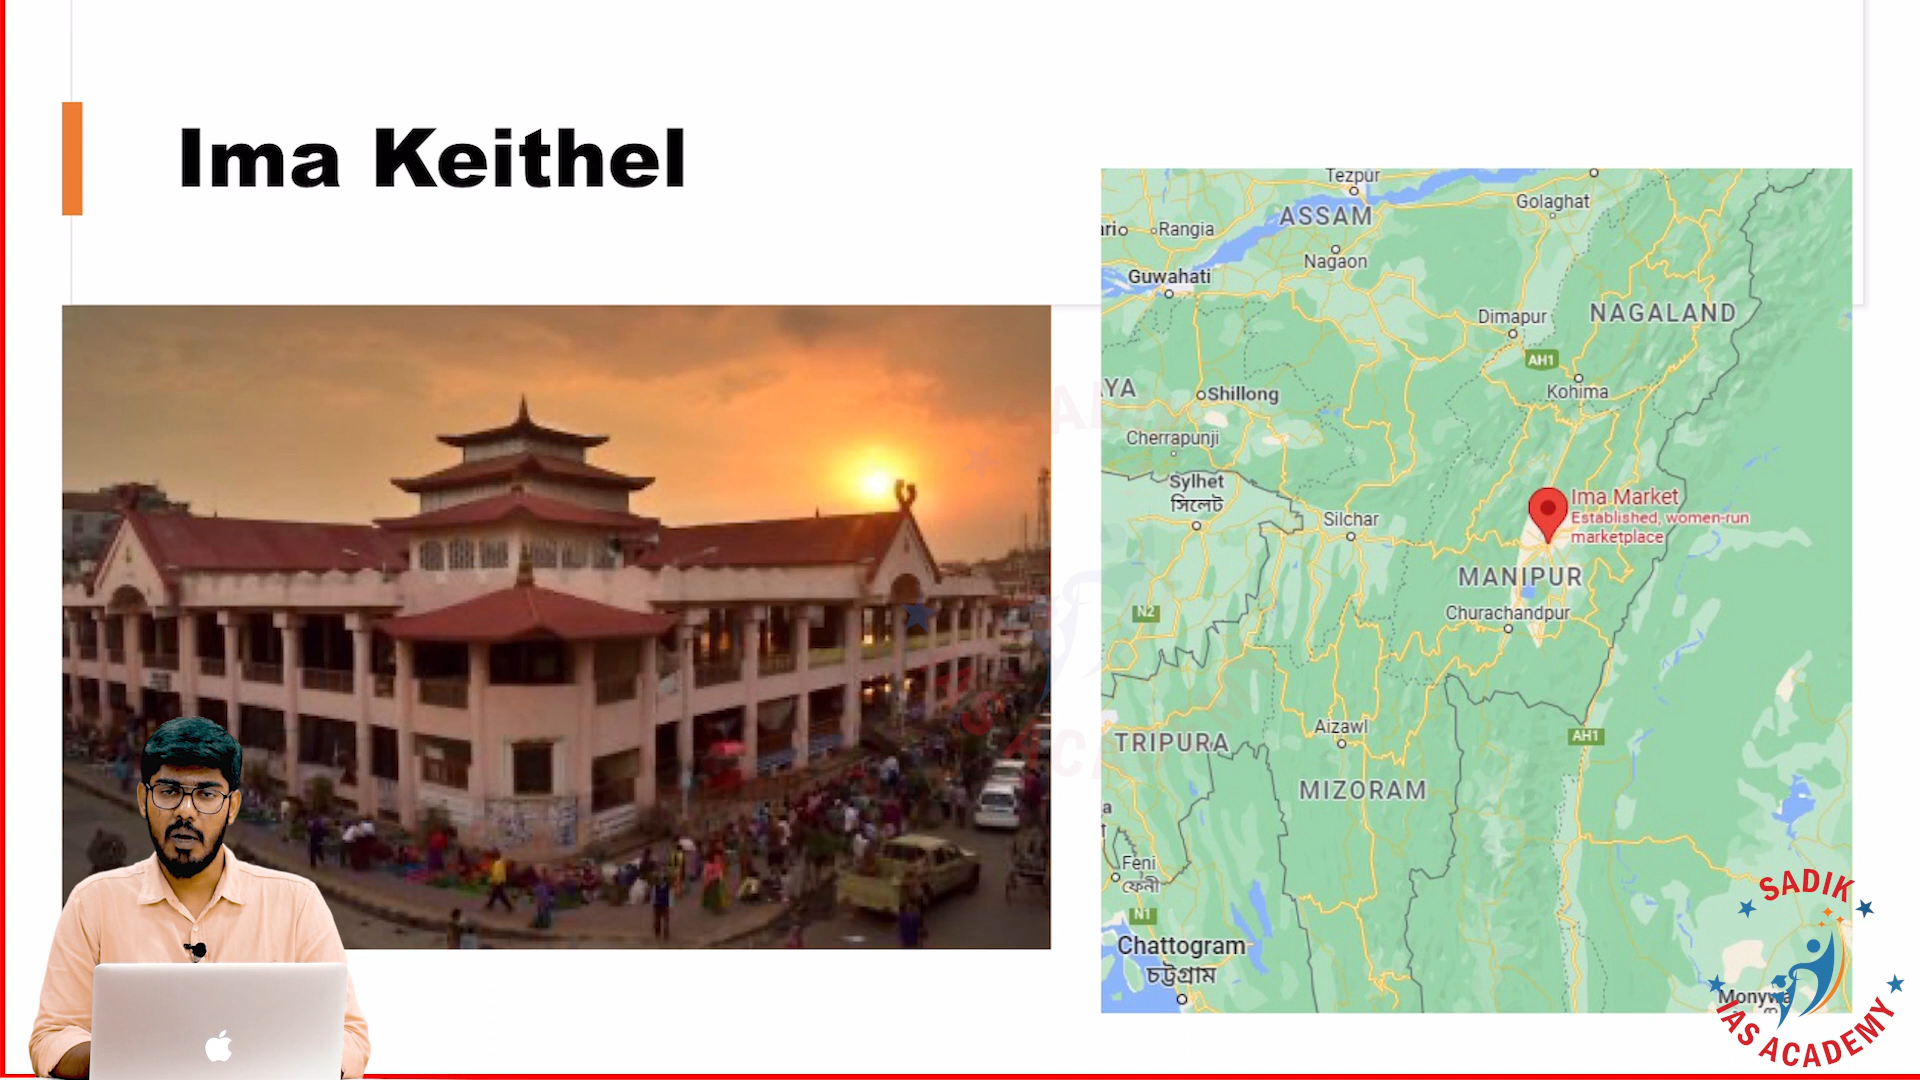 Ima Keithel
Tezpur
ASSAM
Golaghat
Rangia
Nagaon
Guwahati
Dimapur
NAGALAND
AH1
Kohima
YA
Shillong
Cherrapunji
Sylhet
সিলেট
Silchar
Ima Market
Established, women-run
marketplace
MANIPUR
N2
Churachandpur
Aizawl
TRIPURA
AH1
MIZORAM
Feni
ফেনী
N1
Chattogram
চট্টগ্রাম
SADIK
IAS ACADEMY